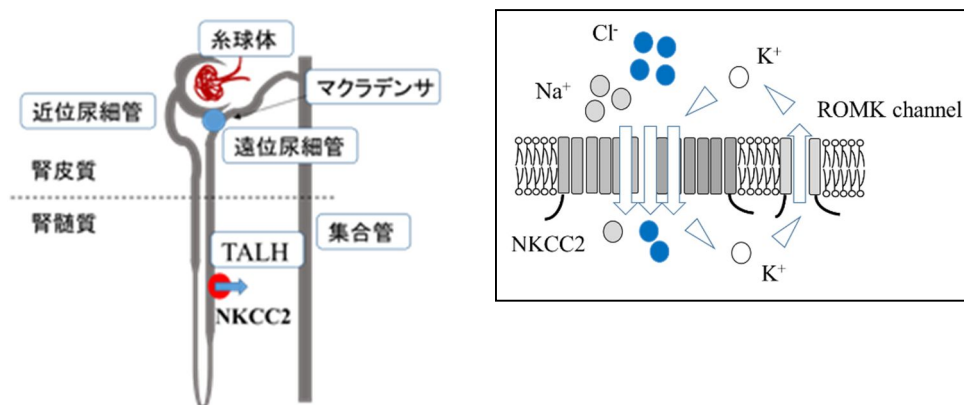 糸球体
マクラデンサ
近位尿細管
遠位尿細管
腎皮質
腎髄質
集合管
TALH
NKCC2
Cl-
K+
Na+
ROMK channel
NKCC2
K+